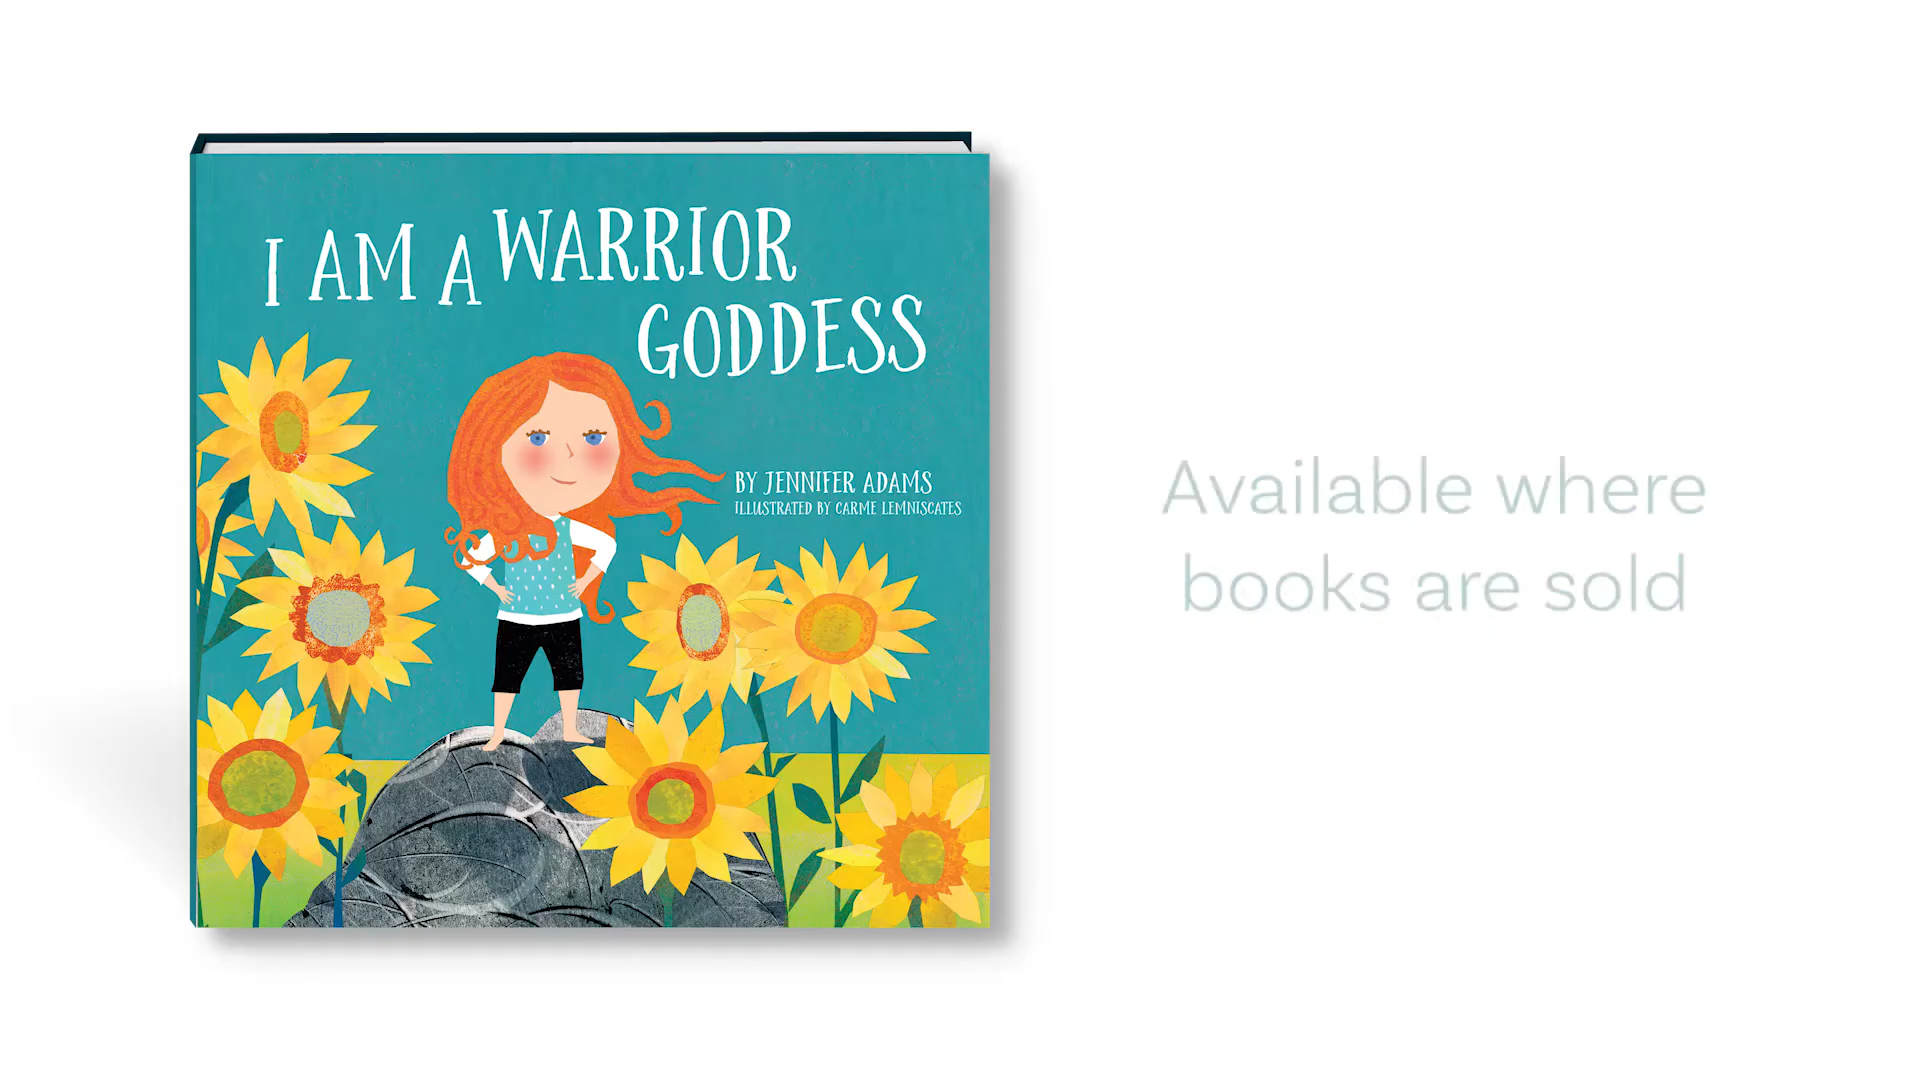 I AM A WARRIOR
GODDESS
BY JENNIFER ADAMS
ILLUSTRATED BY CARME LEMNISCATES
Available where
books are sold